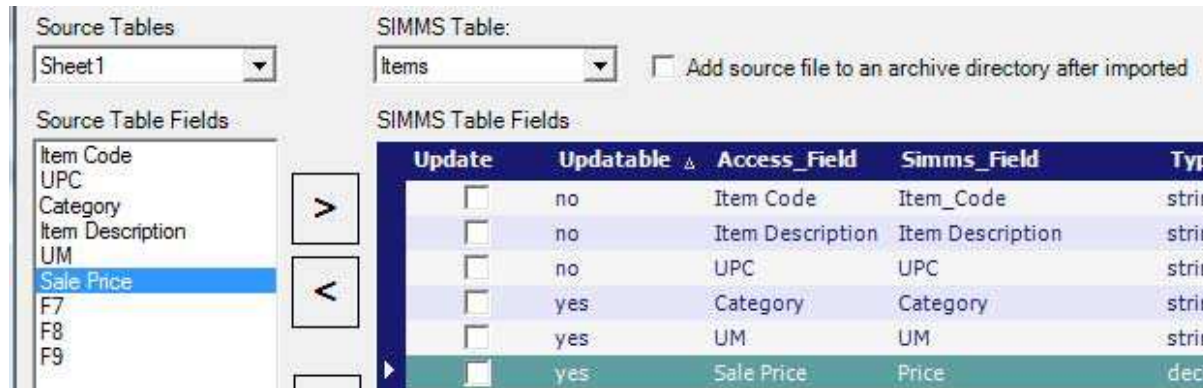 Source Tables
SIMMS Table:
Sheet1
Items
Add source file to an archive directory after imported
Source Table Fields
SIMMS Table Fields
Item Code
UPC
Category
Item Description
UM
Sale Price
F7
F8
F9
>
<
Update Updatable Access_Field Simms_Field
no Item Code Item_Code
no Item Description Item Description
no UPC UPC
yes Category Category
yes UM UM
yes Sale Price Price